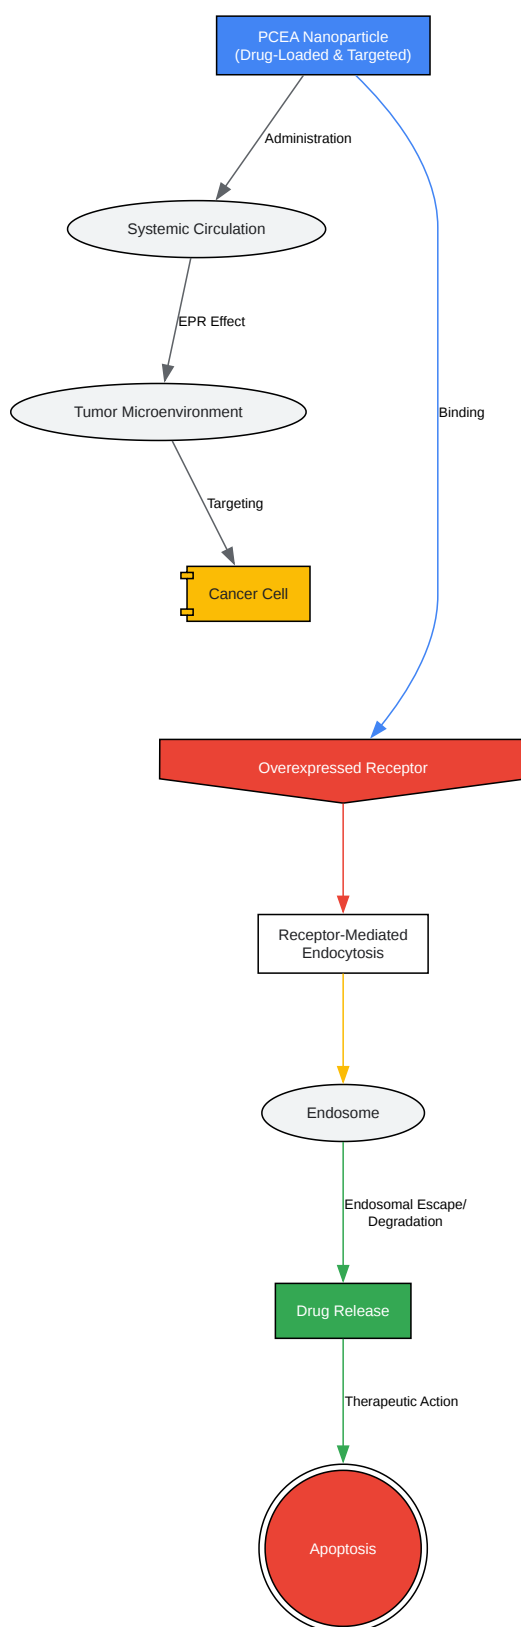 PCEA Nanoparticle
(Drug-Loaded & Targeted)
Administration
Systemic Circulation
EPR Effect
Tumor Microenvironment
Binding
Targeting
Cancer Cell
Overexpressed Receptor
Receptor-Mediated
Endocytosis
Endosome
Endosomal Escape/
Degradation
Drug Release
Therapeutic Action
Apoptosis